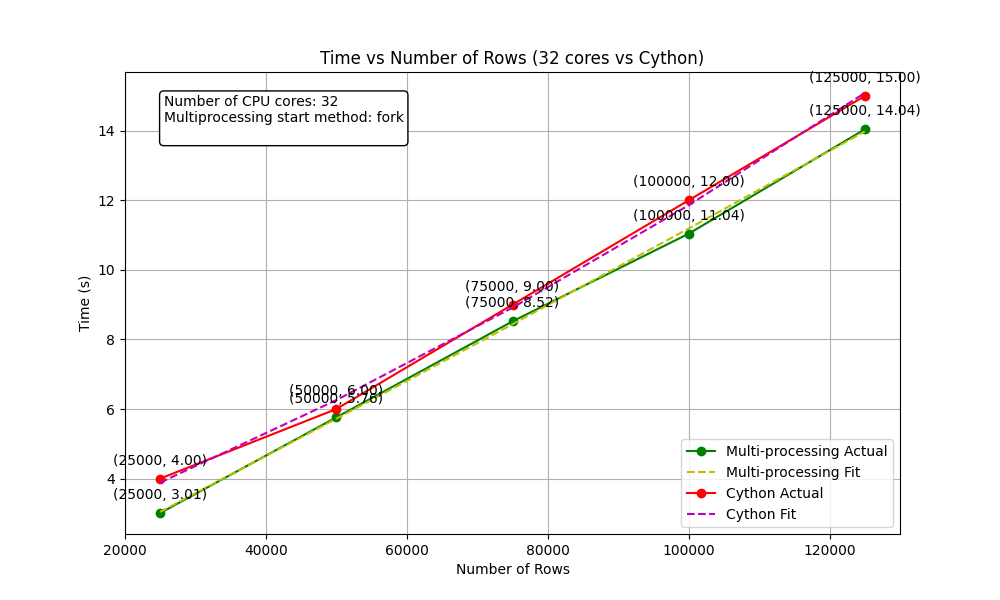 Time vs Number of Rows (32 cores vs Cython)
Number of CPU cores: 32
Multiprocessing start method: fork
(125000, 15.00)
(125000, 14.04)
(100000, 12.00)
(100000, 11.04)
(75000, 9.00)
(75000, 8.52)
(50000, 6.00)
(50000, 5.76)
(25000, 4.00)
(25000, 3.01)
14
12
10
8
6
4
Time (s)
Multi-processing Actual
Multi-processing Fit
Cython Actual
Cython Fit
20000 40000 60000 80000 100000 120000
Number of Rows